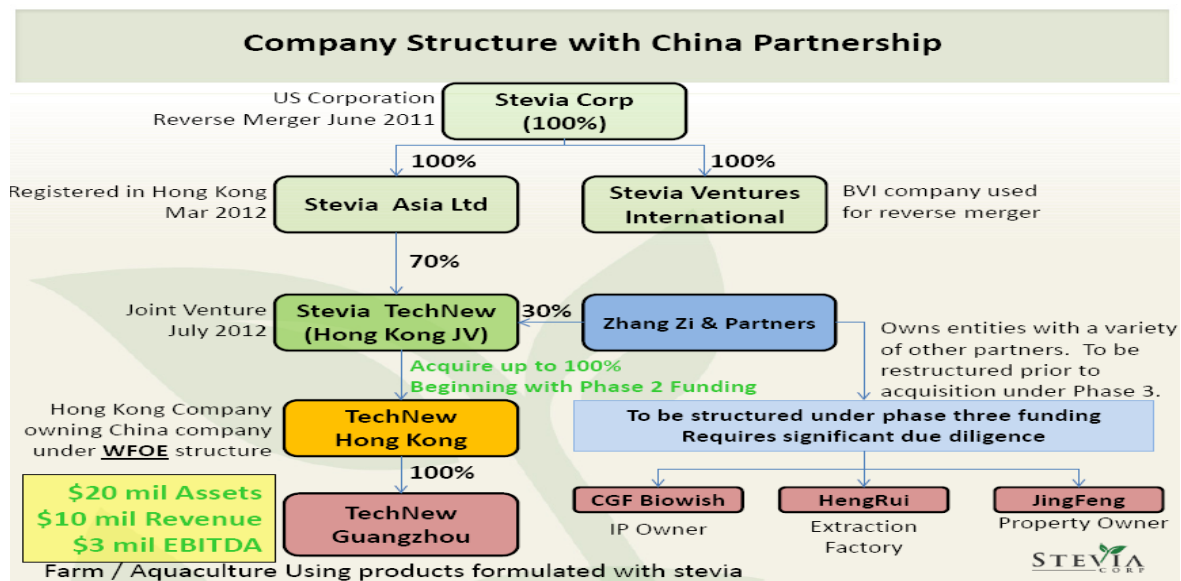 Company Structure with China Partnership
US Corporation
Reverse Merger June 2011
Stevia Corp
(100%)
100%
100%
Registered in Hong Kong
Mar 2012
Stevia Asia Ltd
Stevia Ventures
International
BVI company used
for reverse merger
70%
Joint Venture
July 2012
Stevia TechNew
(Hong Kong JV)
30%
Zhang Zi & Partners
Owns entities with a variety
of other partners. To be
restructured prior to
acquisition under Phase 3.
Acquire up to 100%
Beginning with Phase 2 Funding
Hong Kong Company
owning China company
under WFOE structure
TechNew
Hong Kong
To be structured under phase three funding
Requires significant due diligence
100%
$20 mil Assets
$10 mil Revenue
$3 mil EBITDA
TechNew
Guangzhou
CGF Biowish
IP Owner
HengRui
Extraction
Factory
JingFeng
Property Owner
Farm / Aquaculture Using products formulated with stevia
STEVIA
CORP